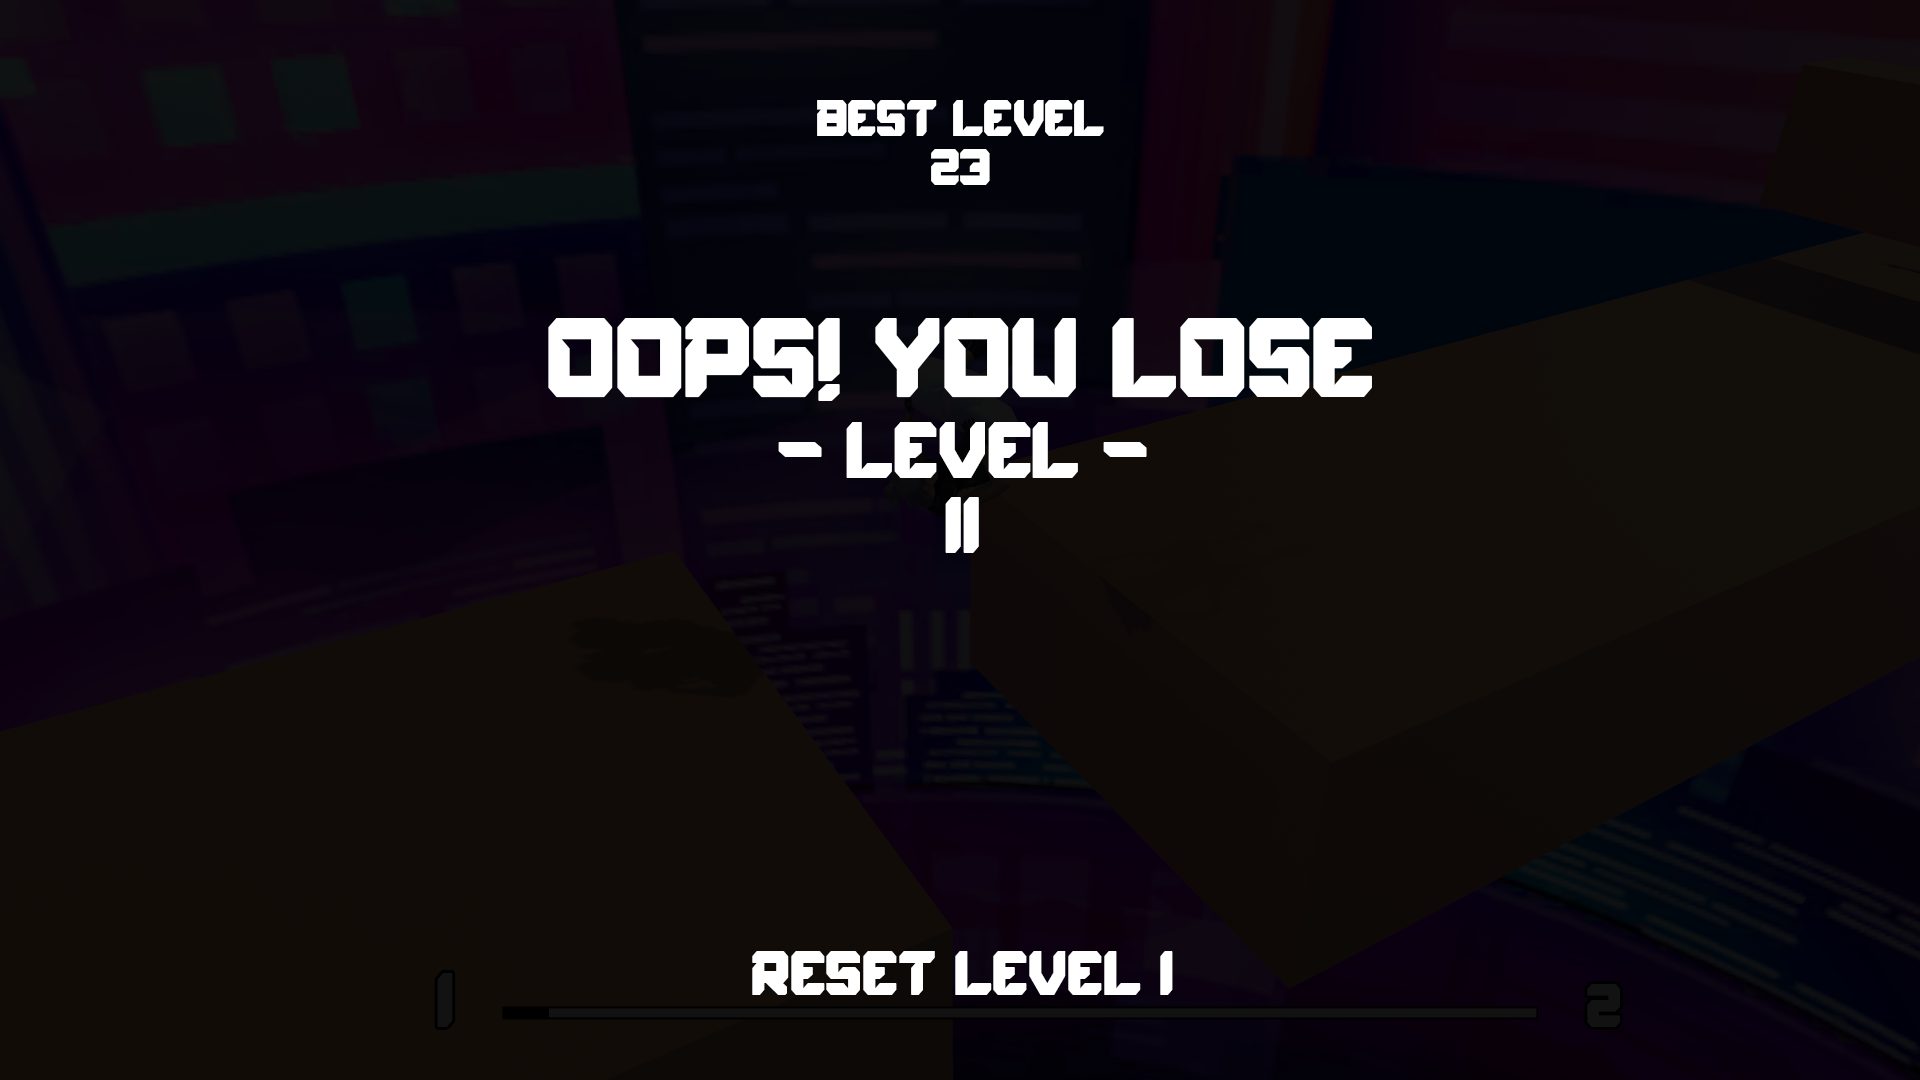 BEST LEVEL
23
OOPS! YOU LOSE
- LEVEL -
11
RESET LEVEL 1
1
2